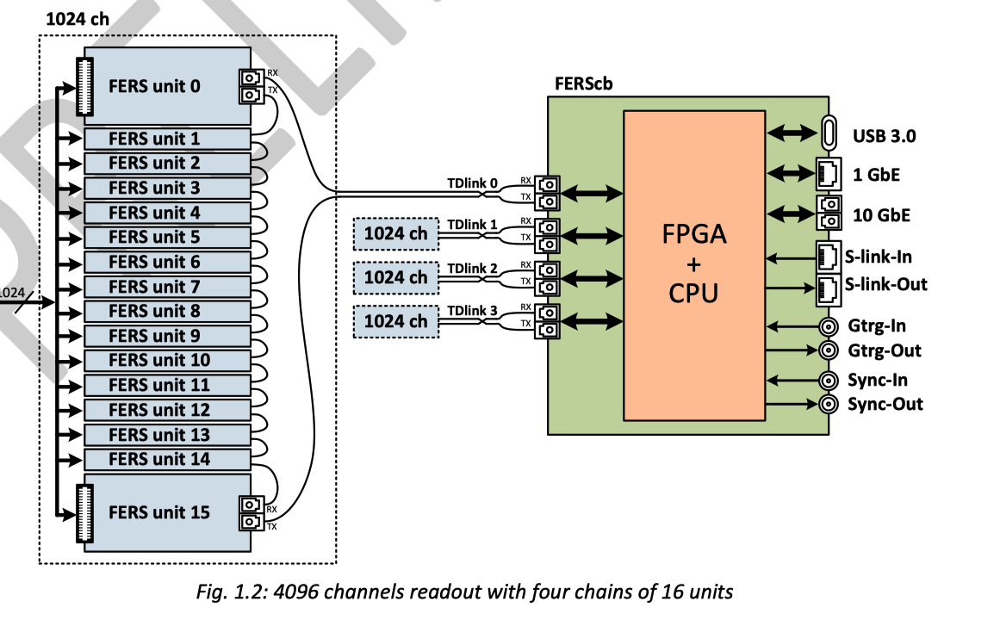 1024 ch
FERS unit 0
RX
TX
FERS unit 1
FERS unit 2
FERS unit 3
FERS unit 4
FERS unit 5
FERS unit 6
FERS unit 7
FERS unit 8
FERS unit 9
FERS unit 10
FERS unit 11
FERS unit 12
FERS unit 13
FERS unit 14
FERS unit 15
RX
TX
1024
TDlink 0
RX
TX
1024 ch
TDlink 1
RX
TX
1024 ch
TDlink 2
RX
TX
1024 ch
TDlink 3
RX
TX
FERScb
FPGA
+
CPU
USB 3.0
1 GbE
10 GbE
S-link-In
S-link-Out
Gtrg-In
Gtrg-Out
Sync-In
Sync-Out
Fig. 1.2: 4096 channels readout with four chains of 16 units